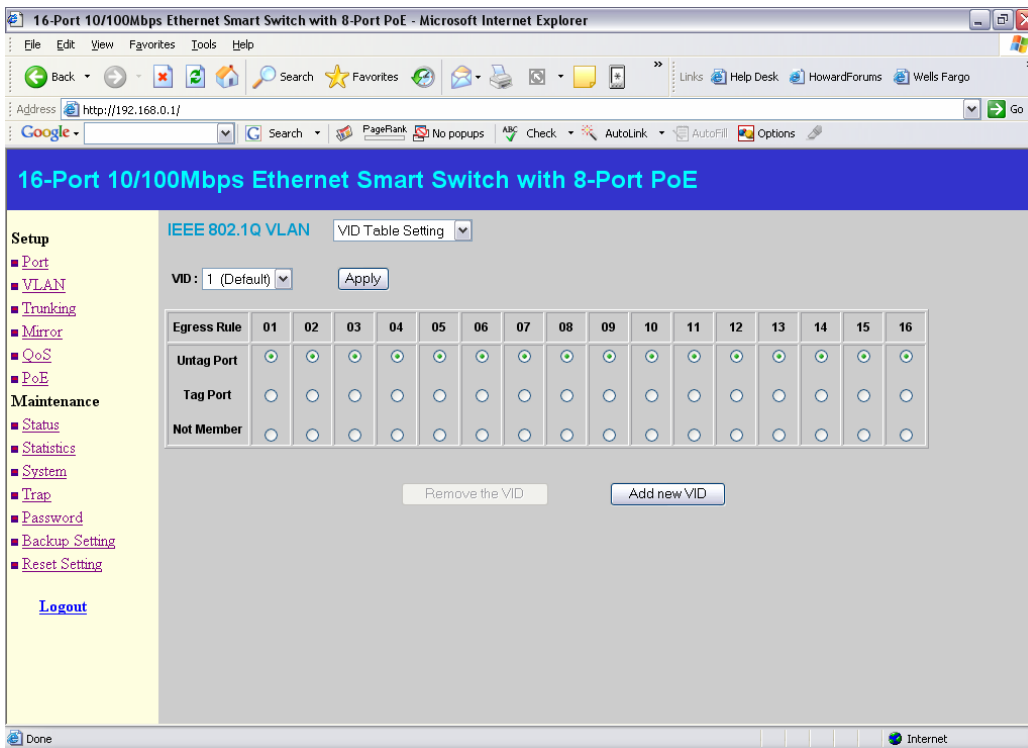 16-Port 10/100Mbps Ethernet Smart Switch with 8-Port PoE - Microsoft Internet Explorer
File Edit View Favorites Tools Help
Back Search Favorites Links Help Desk HowardForums Wells Fargo
Address http://192.168.0.1/ Go
Google Search PageRank No popups ABC Check AutoLink AutoFill Options
16-Port 10/100Mbps Ethernet Smart Switch with 8-Port PoE
Setup
Port
VLAN
Trunking
Mirror
QoS
PoE
Maintenance
Status
Statistics
System
Trap
Password
Backup Setting
Reset Setting
Logout
IEEE 802.1Q VLAN VID Table Setting
VID : 1 (Default) Apply
Egress Rule 01 02 03 04 05 06 07 08 09 10 11 12 13 14 15 16
Untag Port
Tag Port
Not Member
Remove the VID Add new VID
Done Internet